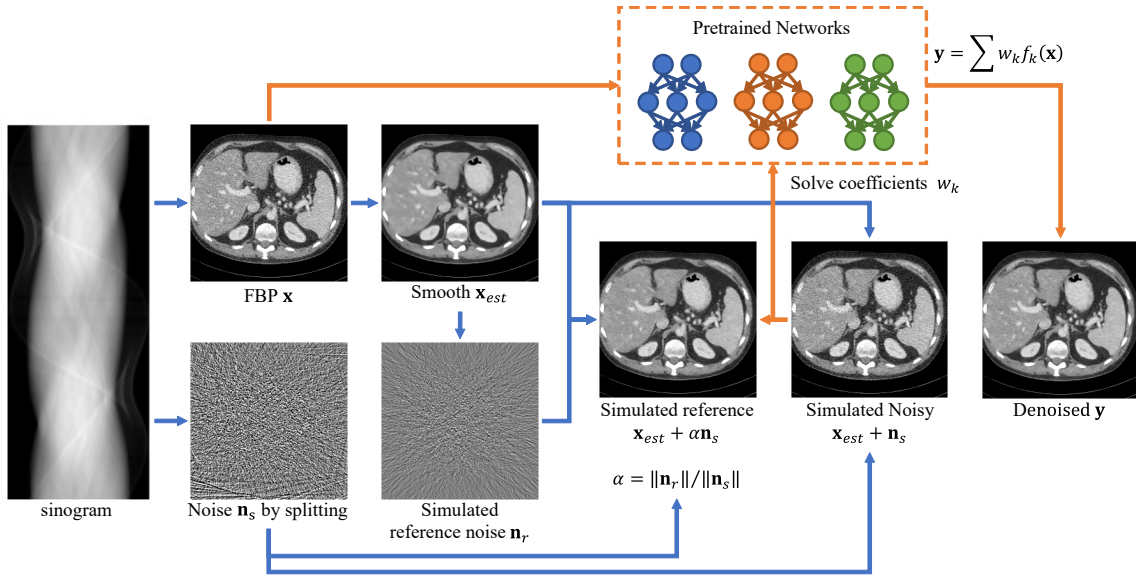 Pretrained Networks
𝐲 = ∑ w_k f_k(𝐱)
Solve coefficients w_k
FBP 𝐱
Smooth 𝐱_est
sinogram
Noise 𝐧_s by splitting
Simulated
reference noise 𝐧_r
Simulated reference
𝐱_est + α𝐧_s
α = ‖𝐧_r‖/‖𝐧_s‖
Simulated Noisy
𝐱_est + 𝐧_s
Denoised 𝐲